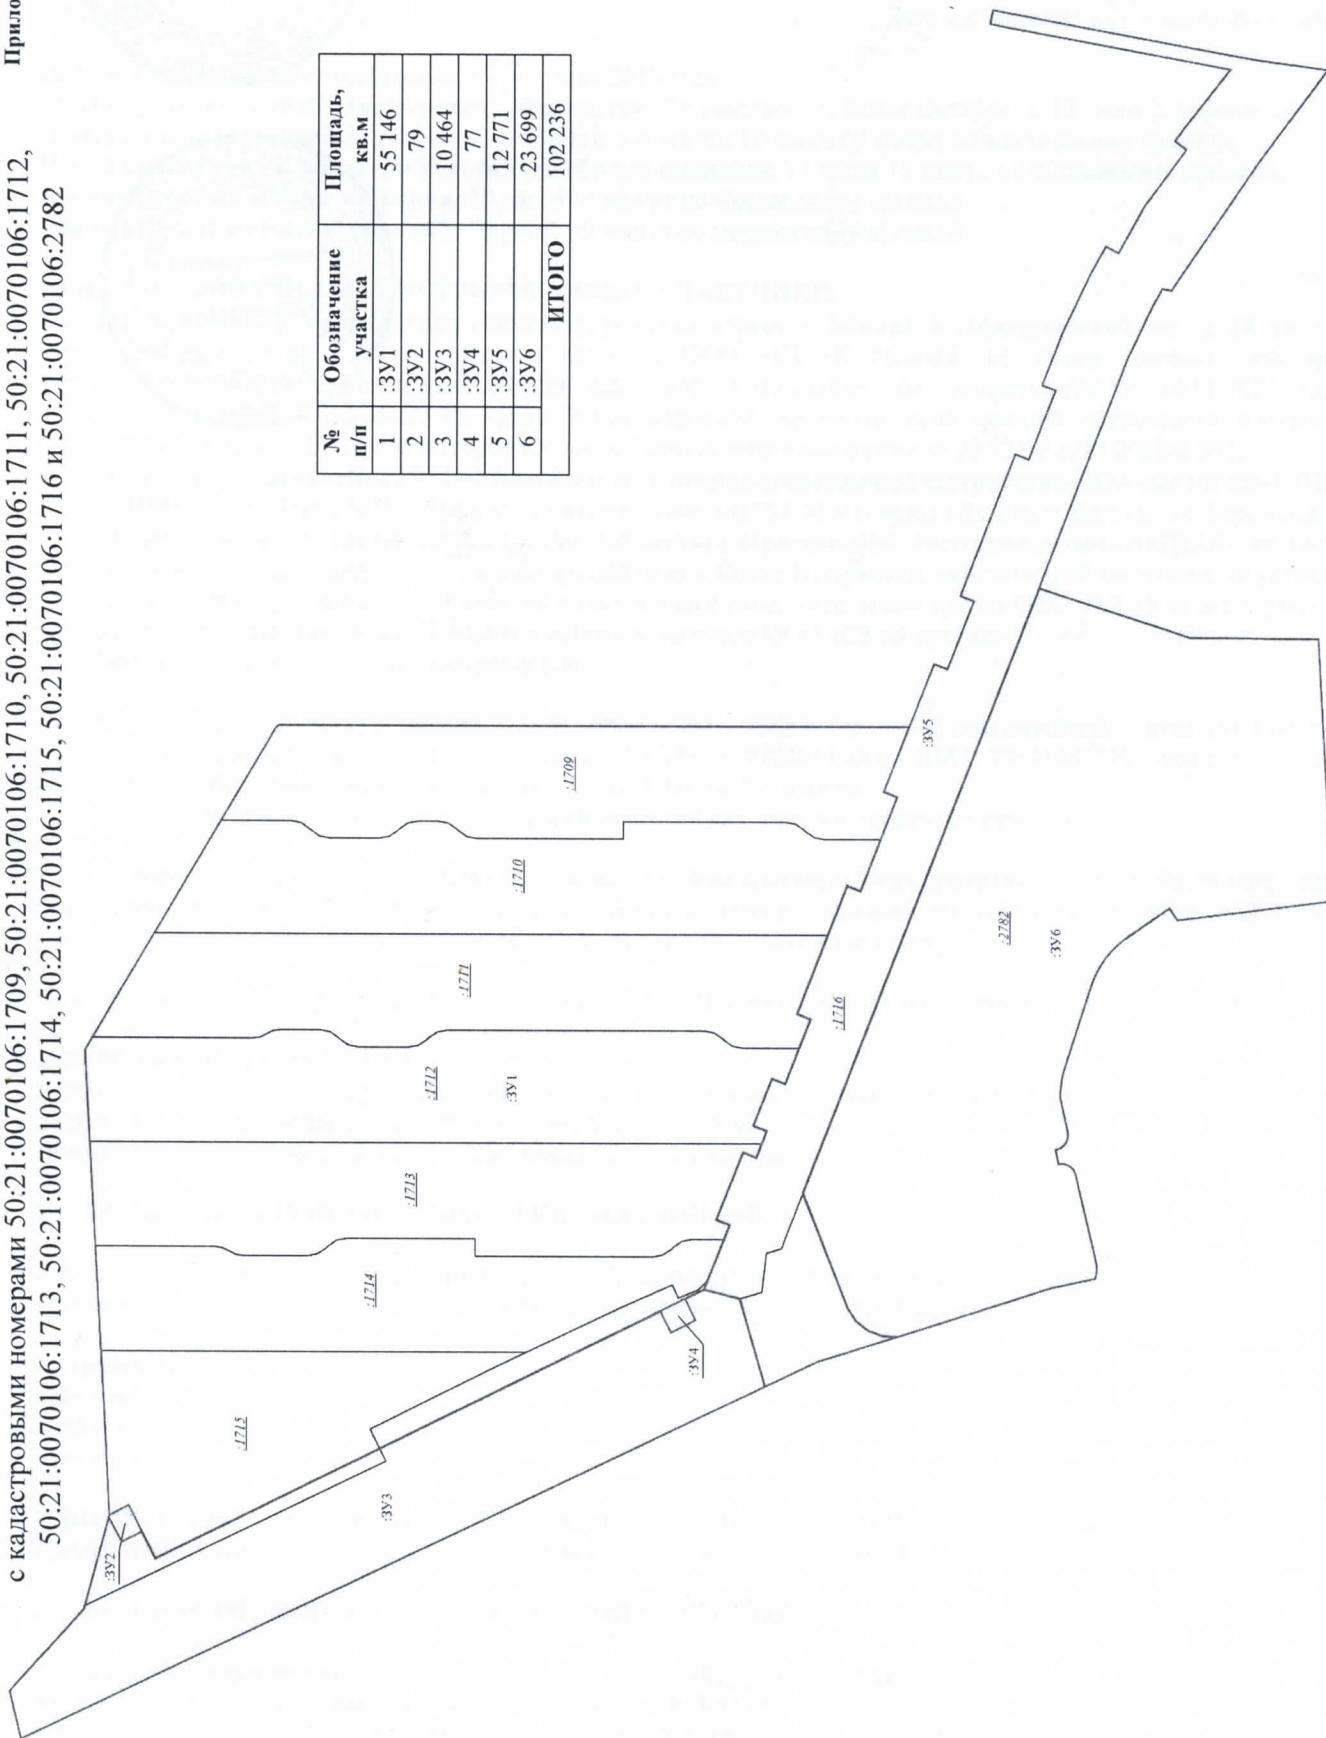 Прило
с кадастровыми номерами 50:21:0070106:1709, 50:21:0070106:1710, 50:21:0070106:1711, 50:21:0070106:1712,
50:21:0070106:1713, 50:21:0070106:1714, 50:21:0070106:1715, 50:21:0070106:1716 и 50:21:0070106:2782
№ п/п Обозначение участка Площадь, кв.м
1 :ЗУ1 55 146
2 :ЗУ2 79
3 :ЗУ3 10 464
4 :ЗУ4 77
5 :ЗУ5 12 771
6 :ЗУ6 23 699
ИТОГО 102 236
:ЗУ2
:1715
:ЗУ3
:1714
:1713
:1712
:ЗУ1
:1711
:1710
:1709
:ЗУ4
:1716
:ЗУ5
:2782
:ЗУ6